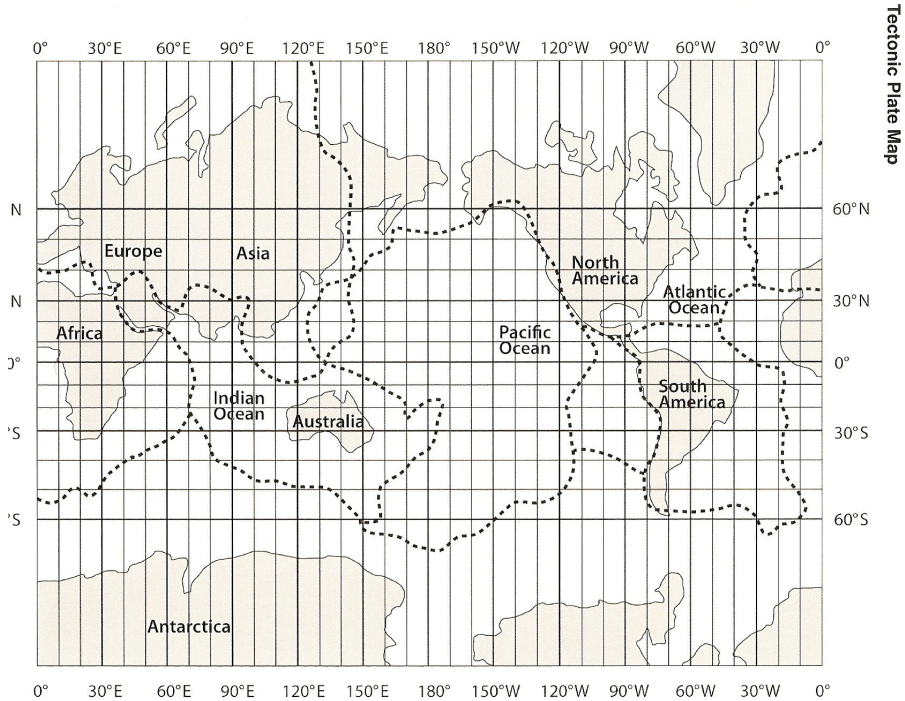 Tectonic Plate Map
0° 30°E 60°E 90°E 120°E 150°E 180° 150°W 120°W 90°W 60°W 30°W 0°
N 60°N
Europe
Asia
North
America
Atlantic
Ocean
N 30°N
Africa
Pacific
Ocean
0° 0°
Indian
Ocean
Australia
South
America
°S 30°S
°S 60°S
Antarctica
0° 30°E 60°E 90°E 120°E 150°E 180° 150°W 120°W 90°W 60°W 30°W 0°